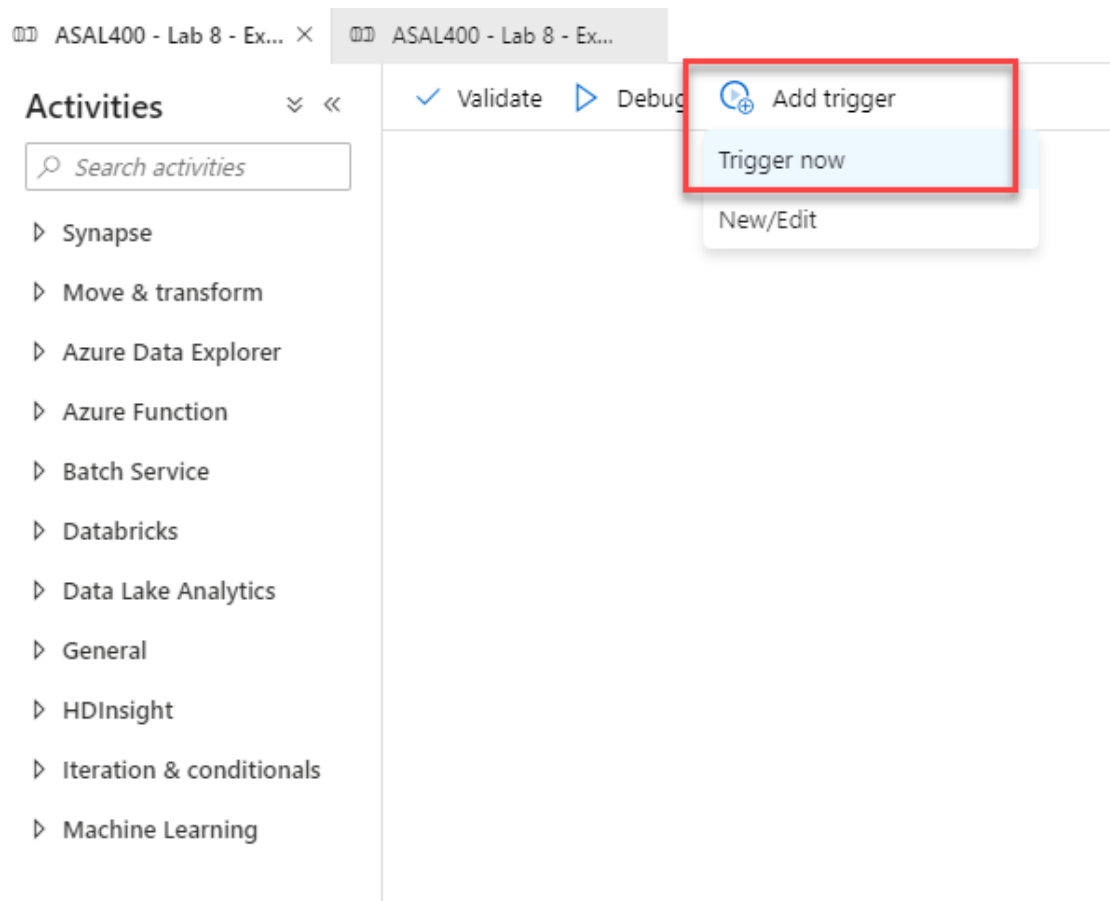 ASAL400 - Lab 8 - Ex...
ASAL400 - Lab 8 - Ex...
Activities
Validate
Debug
Add trigger
Search activities
Trigger now
New/Edit
Synapse
Move & transform
Azure Data Explorer
Azure Function
Batch Service
Databricks
Data Lake Analytics
General
HDInsight
Iteration & conditionals
Machine Learning